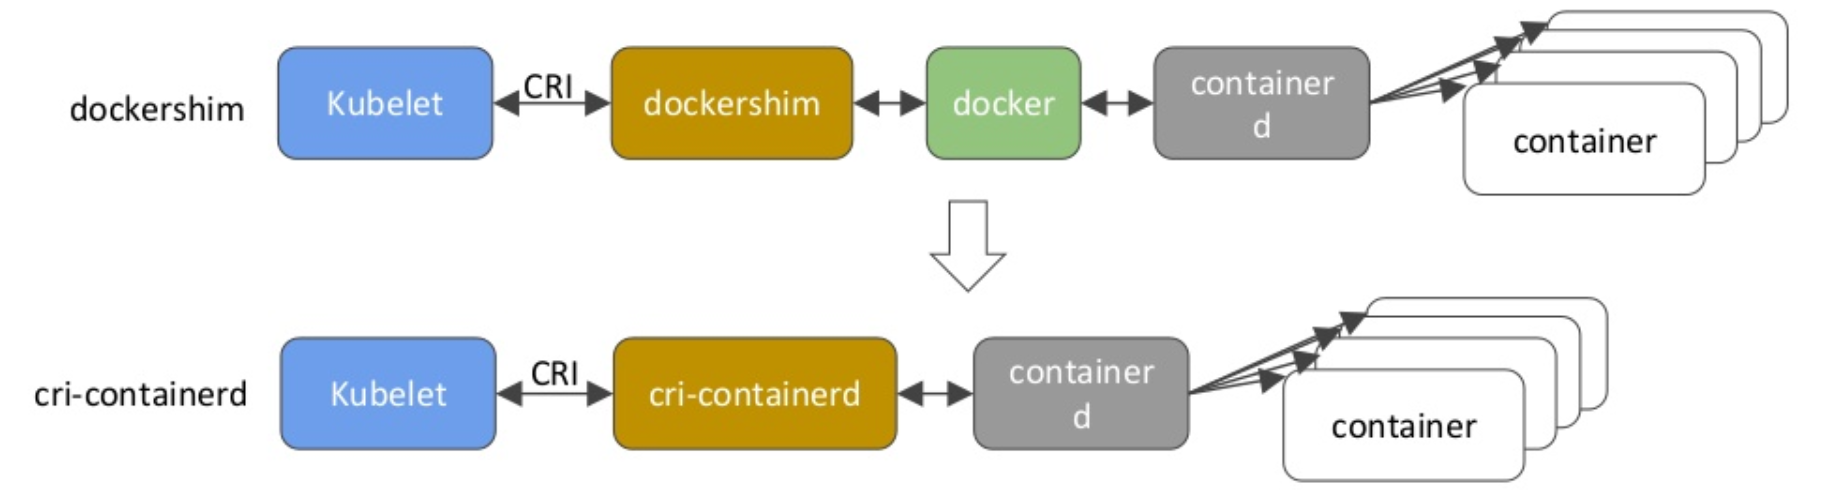 dockershim
Kubelet
CRI
dockershim
docker
container
d
container
cri-containerd
Kubelet
CRI
cri-containerd
container
d
container